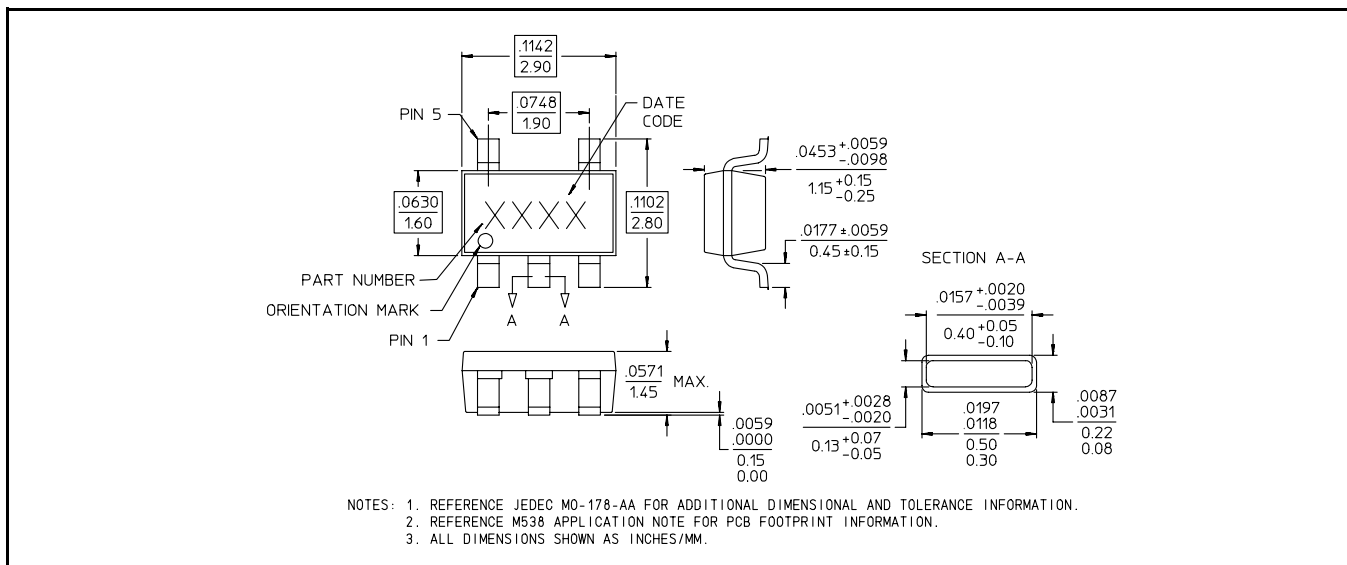 .1142
2.90
.0748
1.90
PIN 5
DATE
CODE
.0630
1.60
XXXX
.1102
2.80
PART NUMBER
ORIENTATION MARK
PIN 1
A A
.0453 +.0059
-.0098
1.15 +0.15
-0.25
.0177 ±.0059
0.45 ±0.15
SECTION A-A
.0157 +.0020
-.0039
0.40 +0.05
-0.10
.0571
1.45 MAX.
.0059
.0000
0.15
0.00
.0051 +.0028
-.0020
0.13 +0.07
-0.05
.0197
.0118
0.50
0.30
.0087
.0031
0.22
0.08
NOTES: 1. REFERENCE JEDEC MO-178-AA FOR ADDITIONAL DIMENSIONAL AND TOLERANCE INFORMATION.
2. REFERENCE M538 APPLICATION NOTE FOR PCB FOOTPRINT INFORMATION.
3. ALL DIMENSIONS SHOWN AS INCHES/MM.